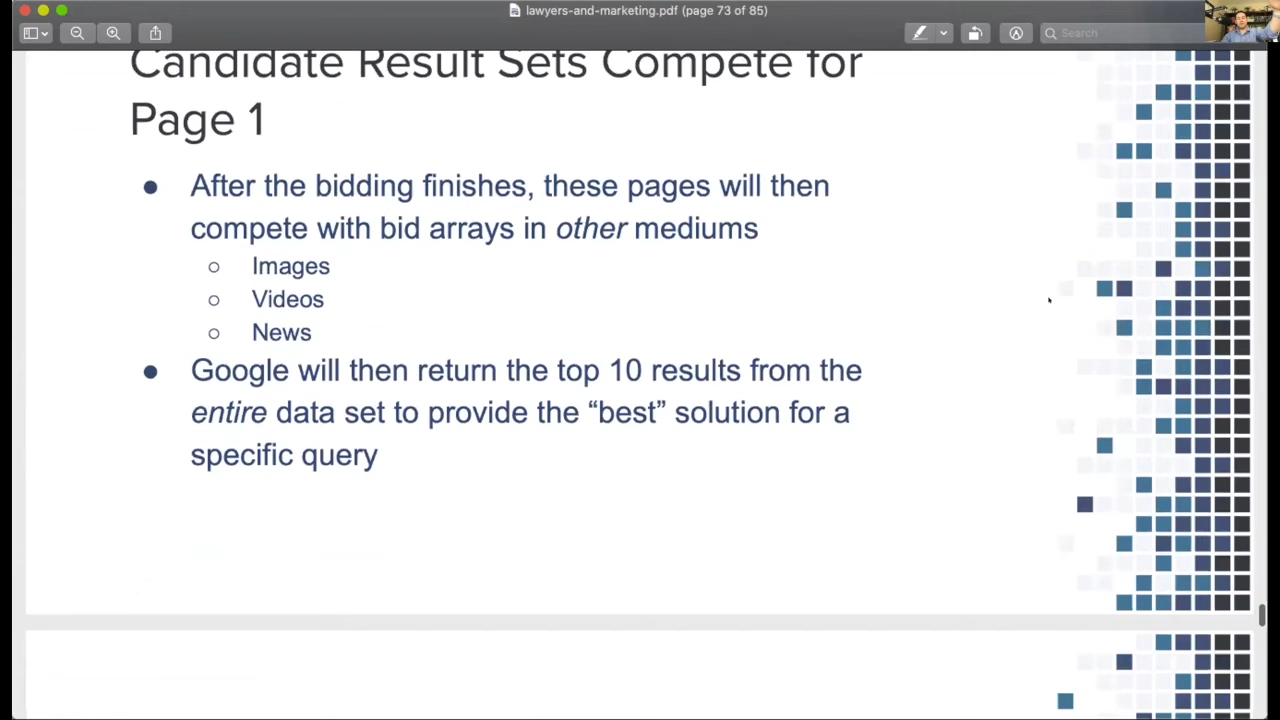 lawyers-and-marketing.pdf (page 73 of 85)
Search
Candidate Result Sets Compete for
Page 1
● After the bidding finishes, these pages will then
compete with bid arrays in other mediums
○ Images
○ Videos
○ News
● Google will then return the top 10 results from the
entire data set to provide the “best” solution for a
specific query